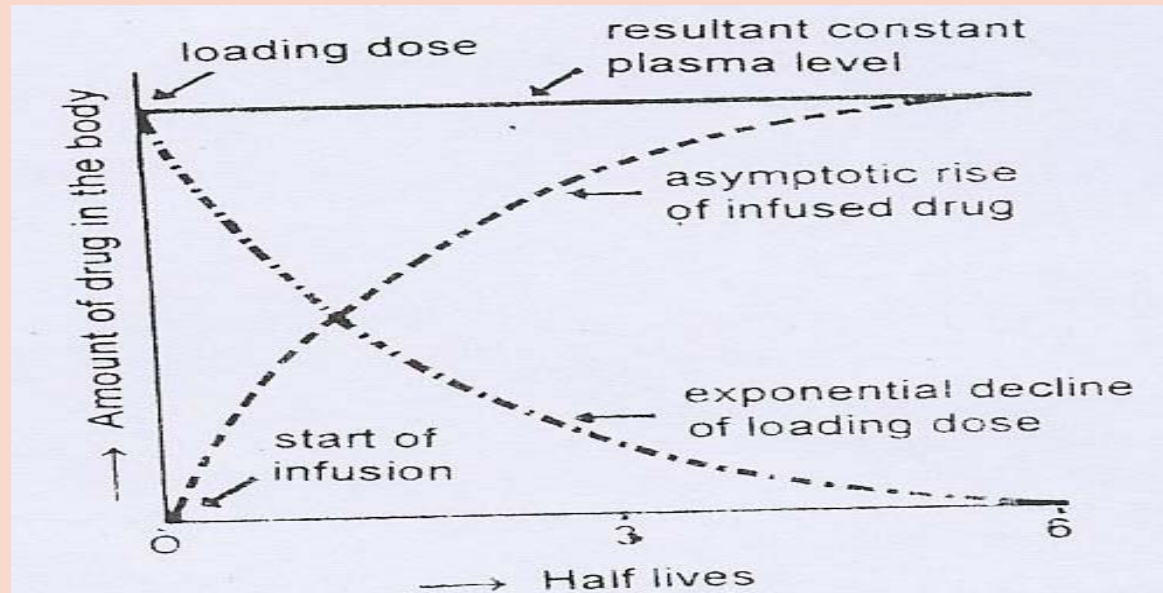 loading dose
resultant constant
plasma level
→ Amount of drug in the body
asymptotic rise
of infused drug
exponential decline
of loading dose
start of
infusion
0
3
6
→ Half lives